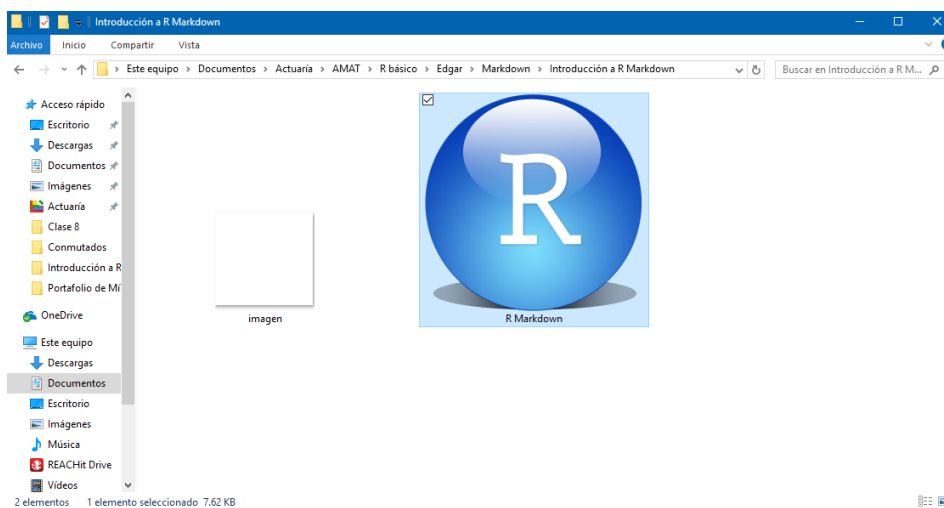 Introducción a R Markdown
Archivo Inicio Compartir Vista
Este equipo > Documentos > Actuaría > AMAT > R básico > Edgar > Markdown > Introducción a R Markdown
Buscar en Introducción a R M...
Acceso rápido
Escritorio
Descargas
Documentos
Imágenes
Actuaría
Clase 8
Conmutados
Introducción a R
Portafolio de Mí
OneDrive
Este equipo
Descargas
Documentos
Escritorio
Imágenes
Música
REACHit Drive
Vídeos
R
imagen
R Markdown
2 elementos 1 elemento seleccionado 7.62 KB